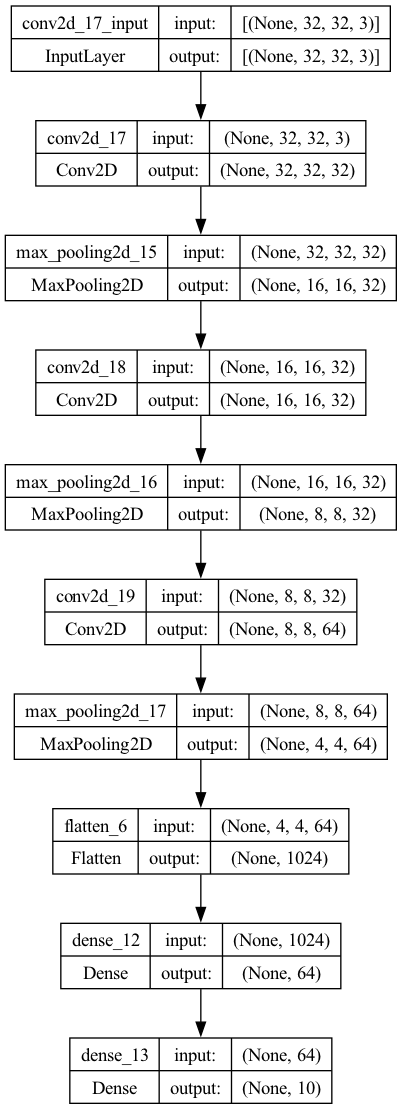 conv2d_17_input input: [(None, 32, 32, 3)]
InputLayer output: [(None, 32, 32, 3)]
conv2d_17 input: (None, 32, 32, 3)
Conv2D output: (None, 32, 32, 32)
max_pooling2d_15 input: (None, 32, 32, 32)
MaxPooling2D output: (None, 16, 16, 32)
conv2d_18 input: (None, 16, 16, 32)
Conv2D output: (None, 16, 16, 32)
max_pooling2d_16 input: (None, 16, 16, 32)
MaxPooling2D output: (None, 8, 8, 32)
conv2d_19 input: (None, 8, 8, 32)
Conv2D output: (None, 8, 8, 64)
max_pooling2d_17 input: (None, 8, 8, 64)
MaxPooling2D output: (None, 4, 4, 64)
flatten_6 input: (None, 4, 4, 64)
Flatten output: (None, 1024)
dense_12 input: (None, 1024)
Dense output: (None, 64)
dense_13 input: (None, 64)
Dense output: (None, 10)